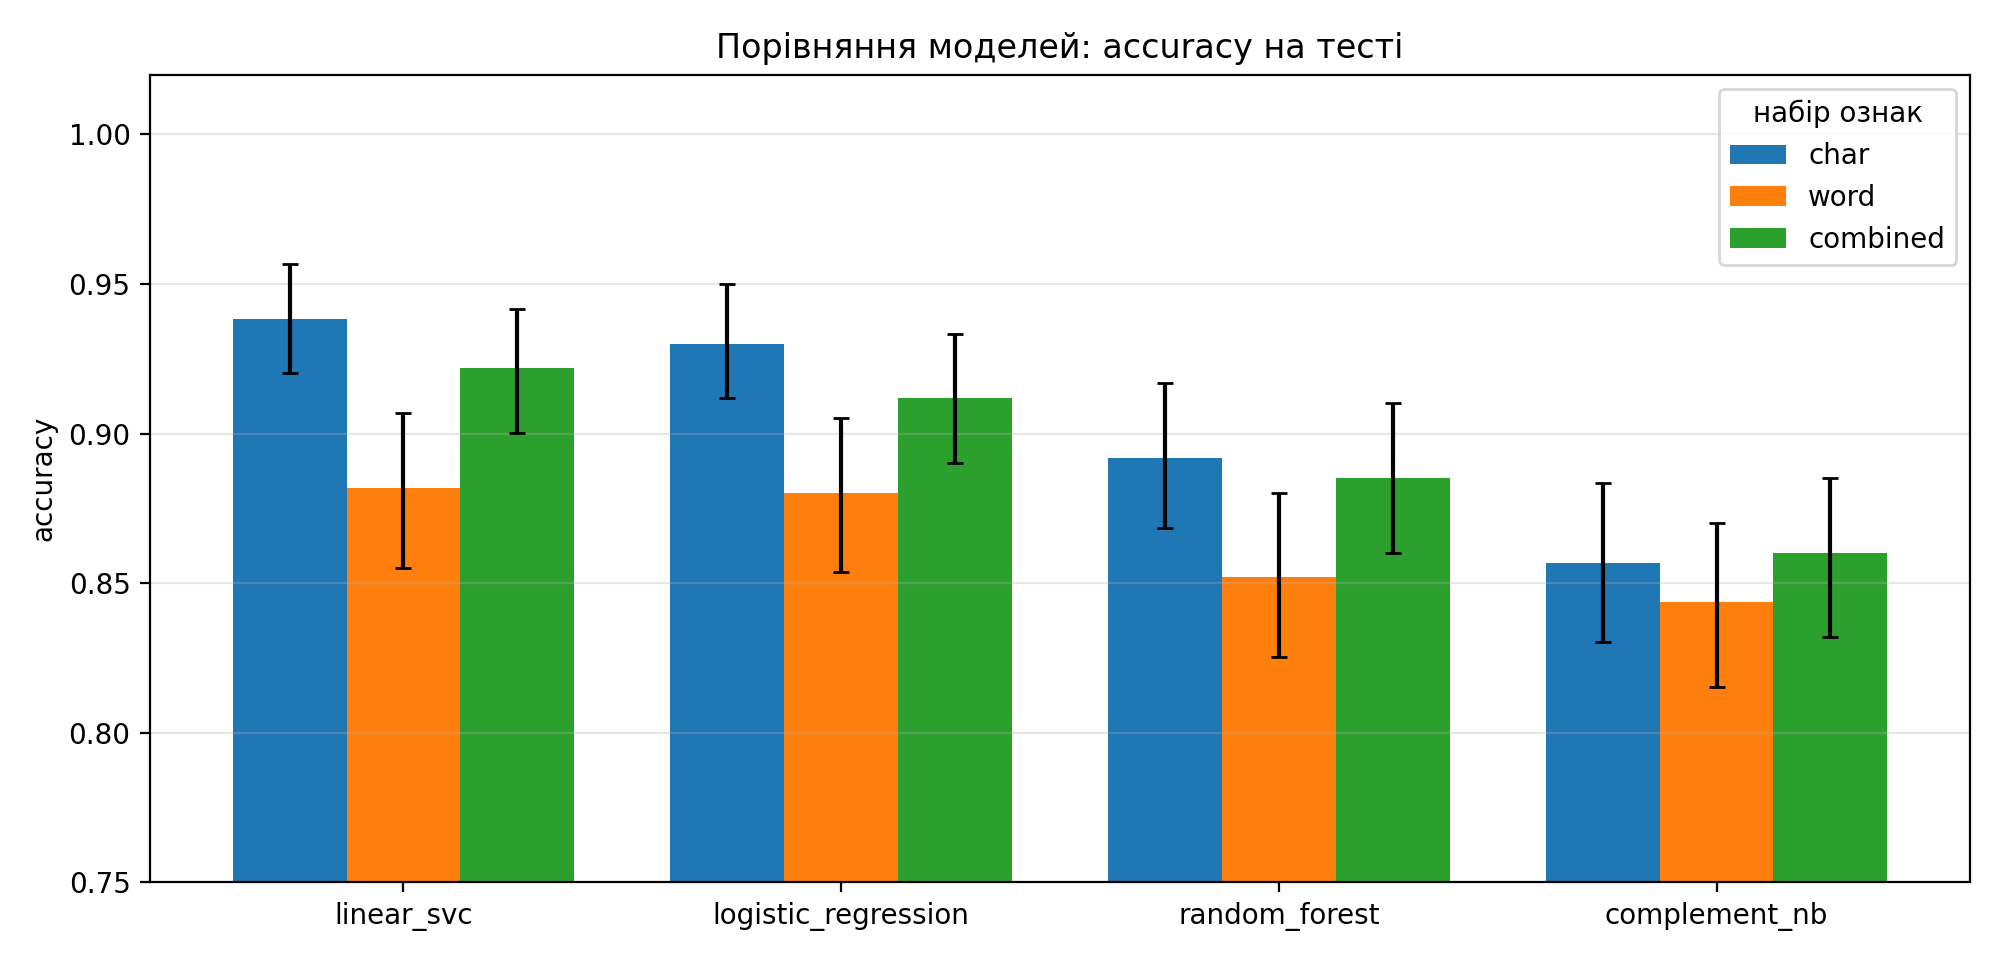 Порівняння моделей: accuracy на тесті
набір ознак
char
word
combined
accuracy
1.00
0.95
0.90
0.85
0.80
0.75
linear_svc
logistic_regression
random_forest
complement_nb